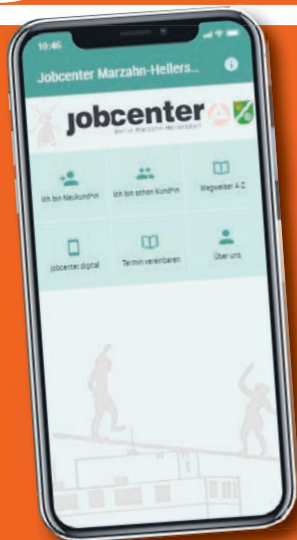 10:46
Jobcenter Marzahn-Hellers...
jobcenter
Berlin Marzahn-Hellersdorf
Ich bin Neukund*in
Ich bin schon Kund*in
Wegweiser A-Z
jobcenter.digital
Termin vereinbaren
Über uns